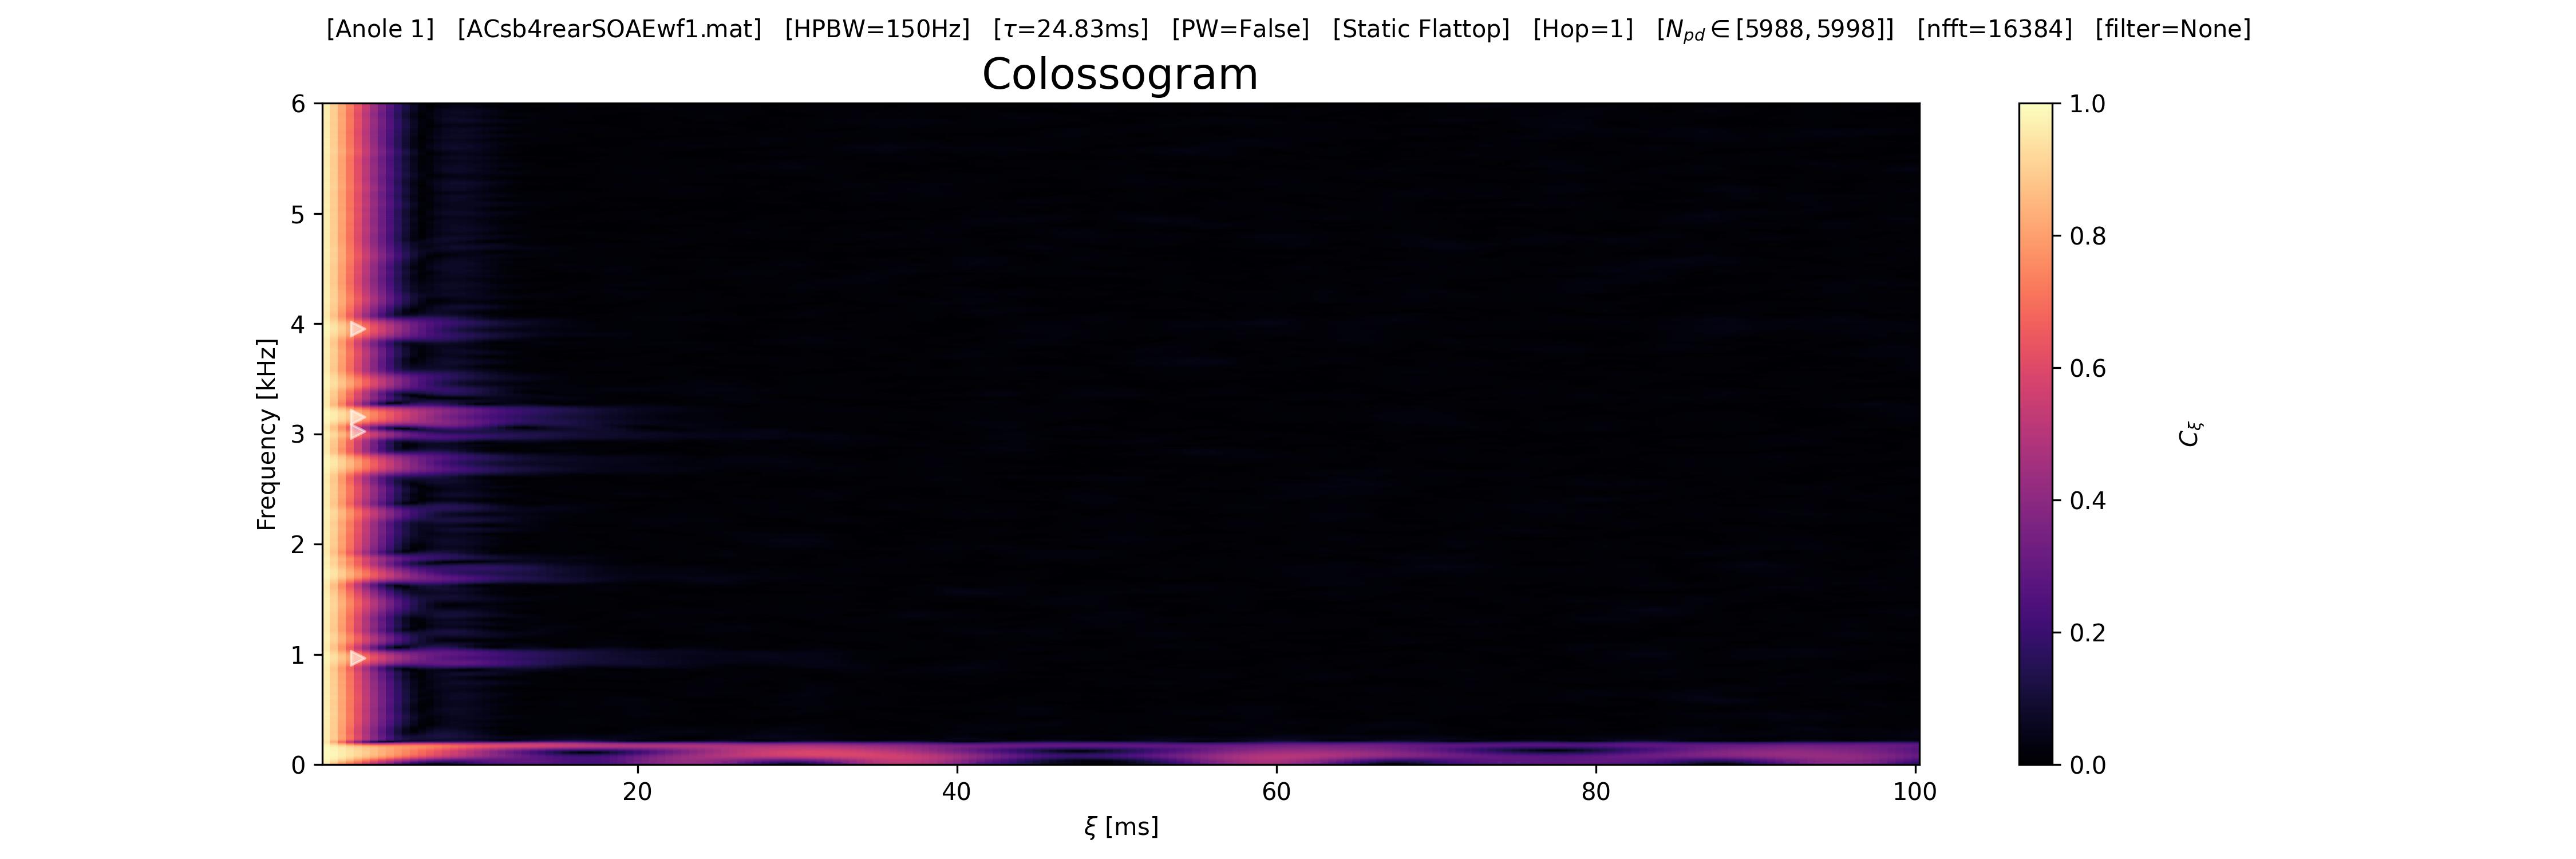 [Anole 1] [ACsb4rearSOAEwf1.mat] [HPBW=150Hz] [τ=24.83ms] [PW=False] [Static Flattop] [Hop=1] [N_pd ∈ [5988, 5998]] [nfft=16384] [filter=None]
Colossogram
6
5
4
3
2
1
0
Frequency [kHz]
20 40 60 80 100
ξ [ms]
1.0
0.8
0.6
0.4
0.2
0.0
C_ξ